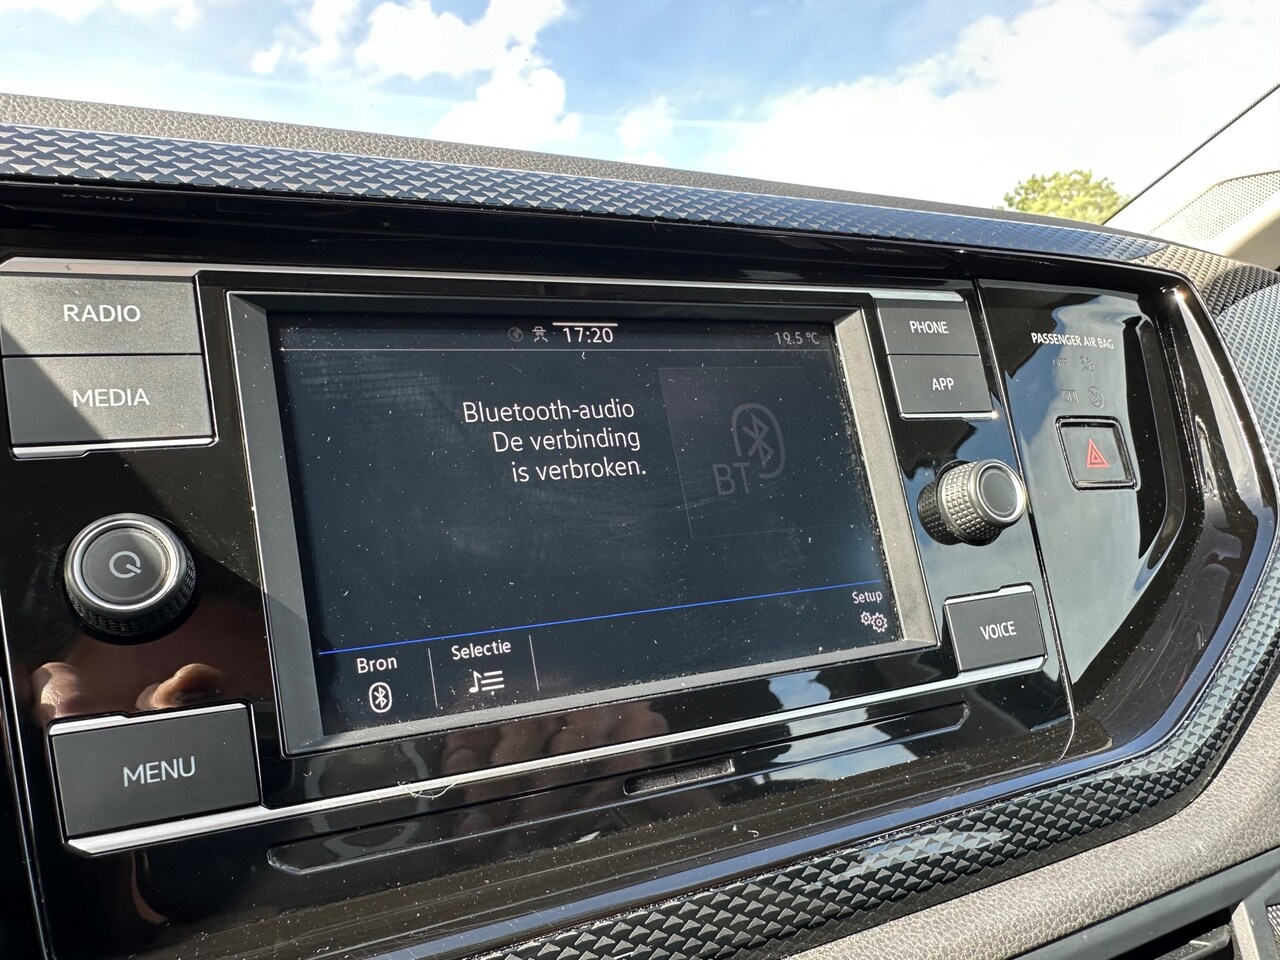 RADIO
MEDIA
MENU
17:20
19.5 °C
Bluetooth-audio
De verbinding
is verbroken.
BT
Setup
Bron
Selectie
PHONE
APP
VOICE
PASSENGER AIR BAG